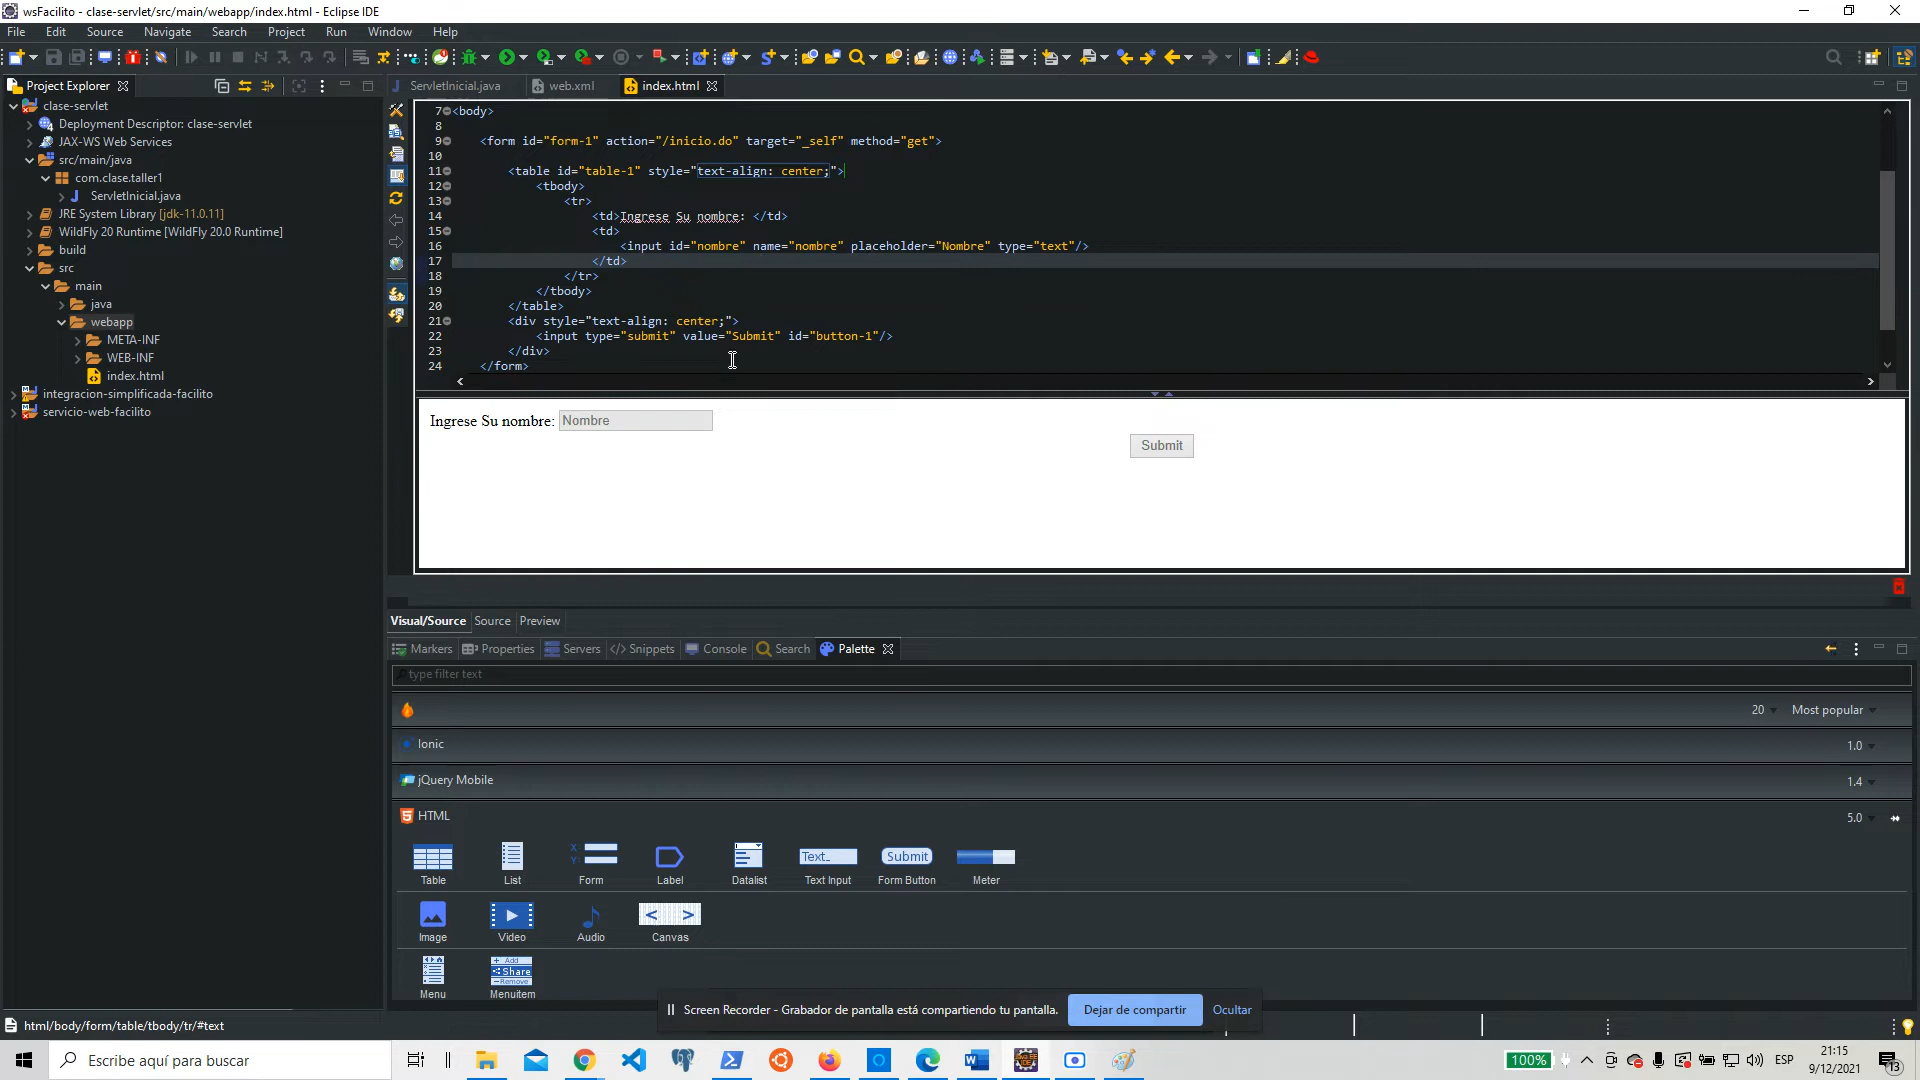 wsFacilito - clase-servlet/src/main/webapp/index.html - Eclipse IDE
File Edit Source Navigate Search Project Run Window Help
Project Explorer
ServletInicial.java web.xml index.html
clase-servlet
Deployment Descriptor: clase-servlet
JAX-WS Web Services
src/main/java
com.clase.taller1
ServletInicial.java
JRE System Library [jdk-11.0.11]
WildFly 20 Runtime [WildFly 20.0 Runtime]
build
src
main
java
webapp
META-INF
WEB-INF
index.html
integracion-simplificada-facilito
servicio-web-facilito
7 <body>
8
9 <form id="form-1" action="/inicio.do" target="_self" method="get">
10
11 <table id="table-1" style="text-align: center;">
12 <tbody>
13 <tr>
14 <td>Ingrese Su nombre: </td>
15 <td>
16 <input id="nombre" name="nombre" placeholder="Nombre" type="text"/>
17 </td>
18 </tr>
19 </tbody>
20 </table>
21 <div style="text-align: center;">
22 <input type="submit" value="Submit" id="button-1"/>
23 </div>
24 </form>
Ingrese Su nombre: Nombre
Submit
Visual/Source Source Preview
Markers Properties Servers Snippets Console Search Palette
type filter text
20 Most popular
Ionic 1.0
jQuery Mobile 1.4
HTML 5.0
Text_ Submit
Table List Form Label Datalist Text Input Form Button Meter
Image Video Audio Canvas
+ Add
Share
- Remove
Menu Menuitem
Screen Recorder - Grabador de pantalla está compartiendo tu pantalla. Dejar de compartir Ocultar
html/body/form/table/tbody/tr/#text
Escribe aquí para buscar
100% ESP 21:15
9/12/2021
13